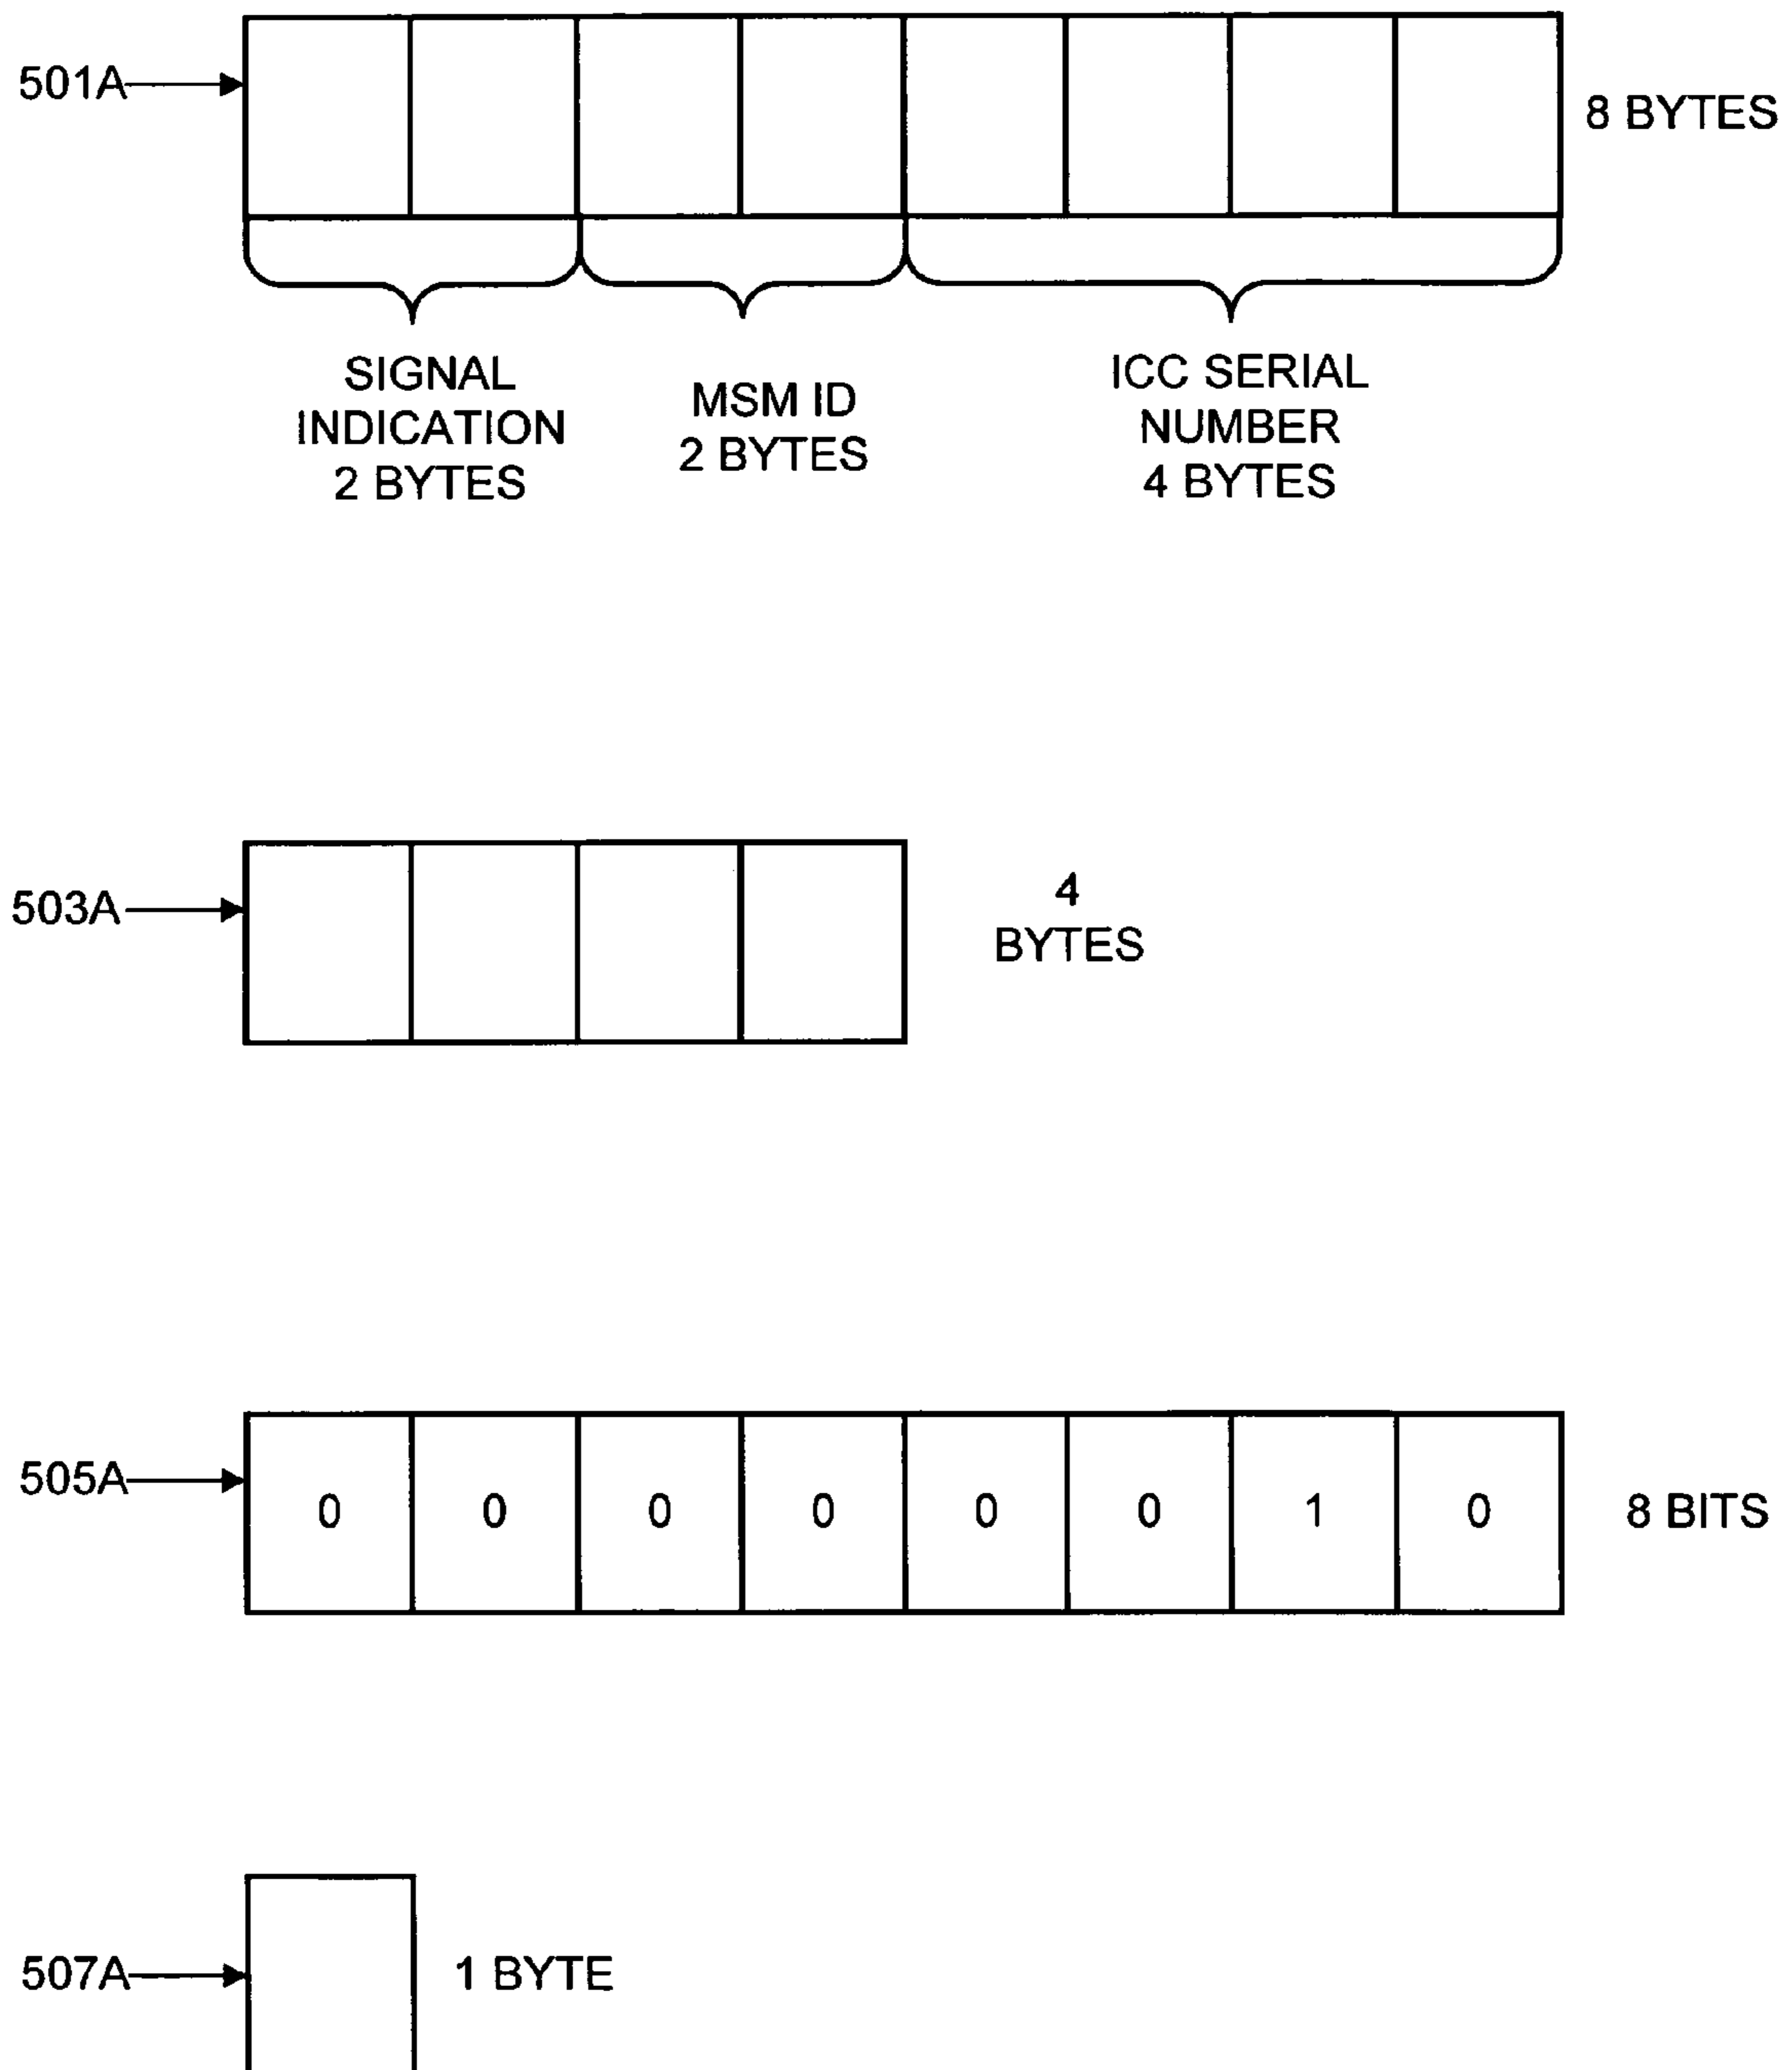 501A
8 BYTES
SIGNAL
INDICATION
2 BYTES
MSM ID
2 BYTES
ICC SERIAL
NUMBER
4 BYTES
503A
4
BYTES
505A
0 0 0 0 0 0 1 0
8 BITS
507A
1 BYTE